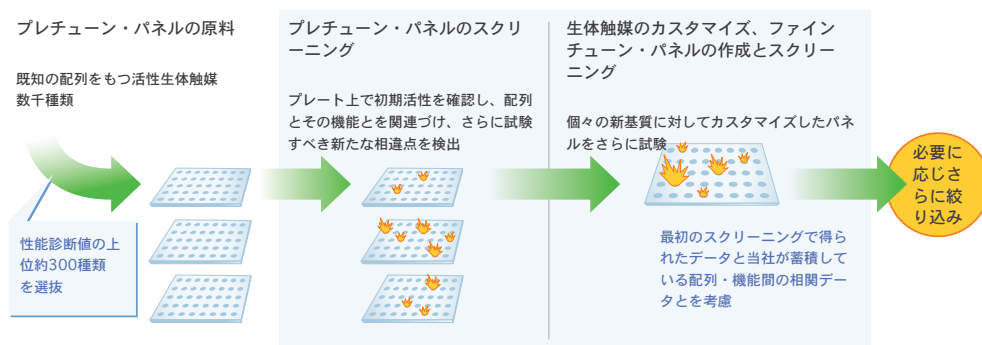 プレチューン・パネルの原料
既知の配列をもつ活性生体触媒
数千種類
性能診断値の上
位約300種類
を選抜
プレチューン・パネルのスクリ
ーニング
プレート上で初期活性を確認し、配列
とその機能とを関連づけ、さらに試験
すべき新たな相違点を検出
生体触媒のカスタマイズ、ファイン
チューン・パネルの作成とスクリー
ニング
個々の新基質に対してカスタマイズしたパネ
ルをさらに試験
最初のスクリーニングで得ら
れたデータと当社が蓄積して
いる配列・機能間の相関デー
タとを考慮
必要に
応じさ
らに絞
り込み